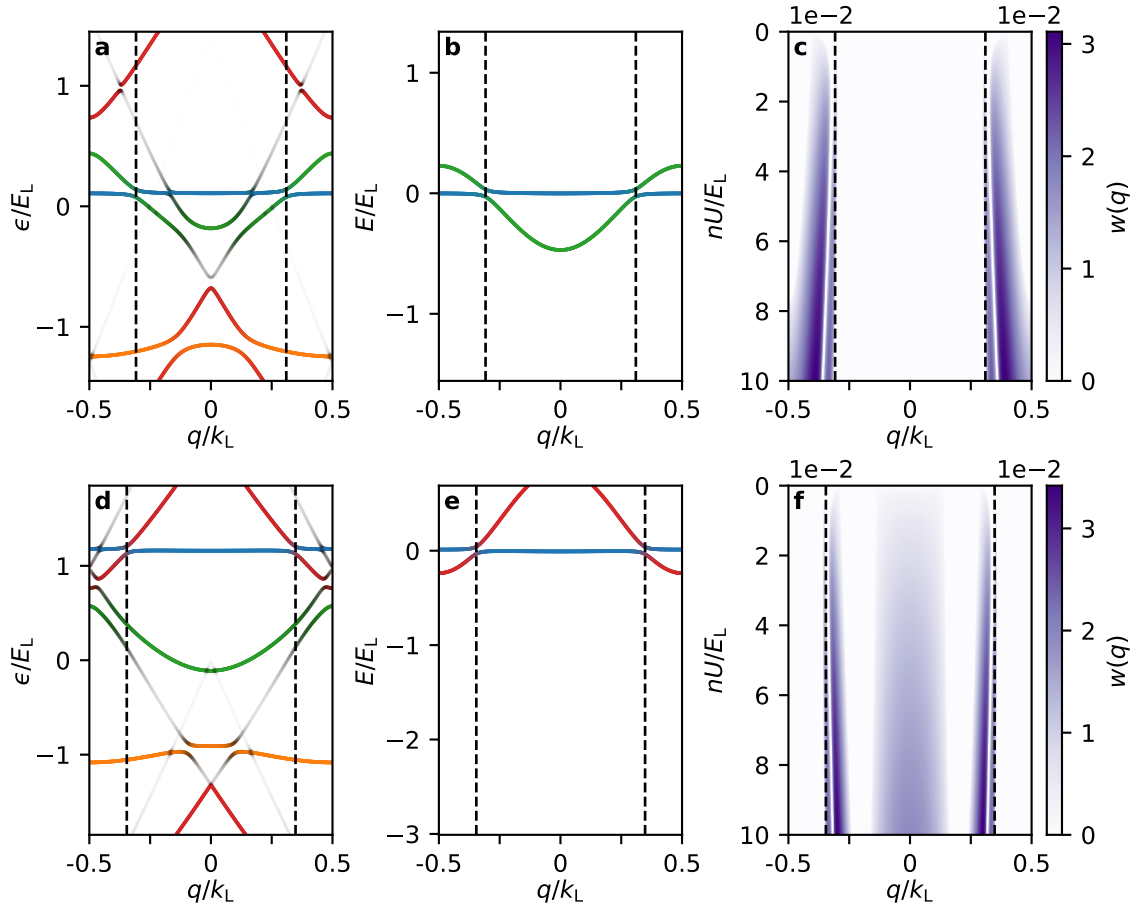 1e−2 1e−2
a b c
1 0 −1
ϵ/E_L
1 0 −1
E/E_L
0 2 4 6 8 10
nU/E_L
3 2 1 0
w(q)
-0.5 0 0.5 -0.5 0 0.5 -0.5 0 0.5
q/k_L q/k_L q/k_L
1e−2 1e−2
d e f
1 0 −1
ϵ/E_L
0 −1 −2 −3
E/E_L
0 2 4 6 8 10
nU/E_L
3 2 1 0
w(q)
-0.5 0 0.5 -0.5 0 0.5 -0.5 0 0.5
q/k_L q/k_L q/k_L